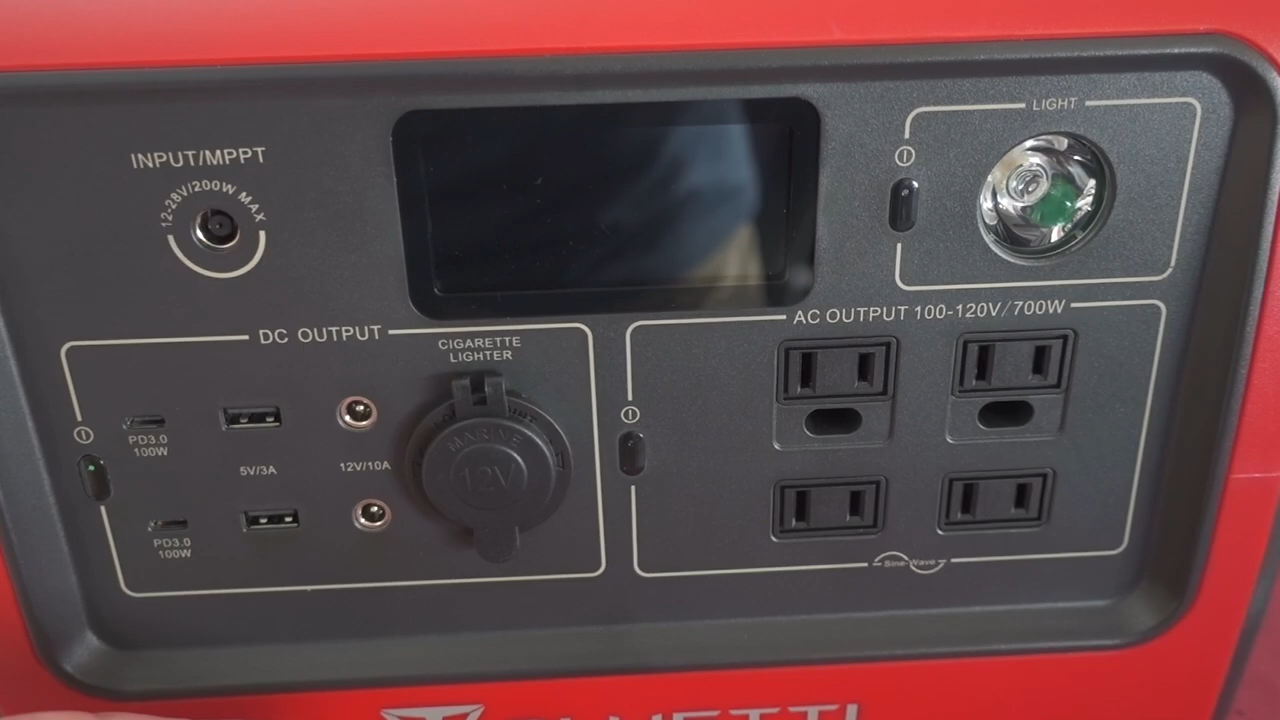 INPUT/MPPT
12-28V/200W MAX
LIGHT
DC OUTPUT
CIGARETTE
LIGHTER
PD3.0
100W
5V/3A
12V/10A
MARINE
12V
PD3.0
100W
AC OUTPUT 100-120V/700W
Sine-Wave